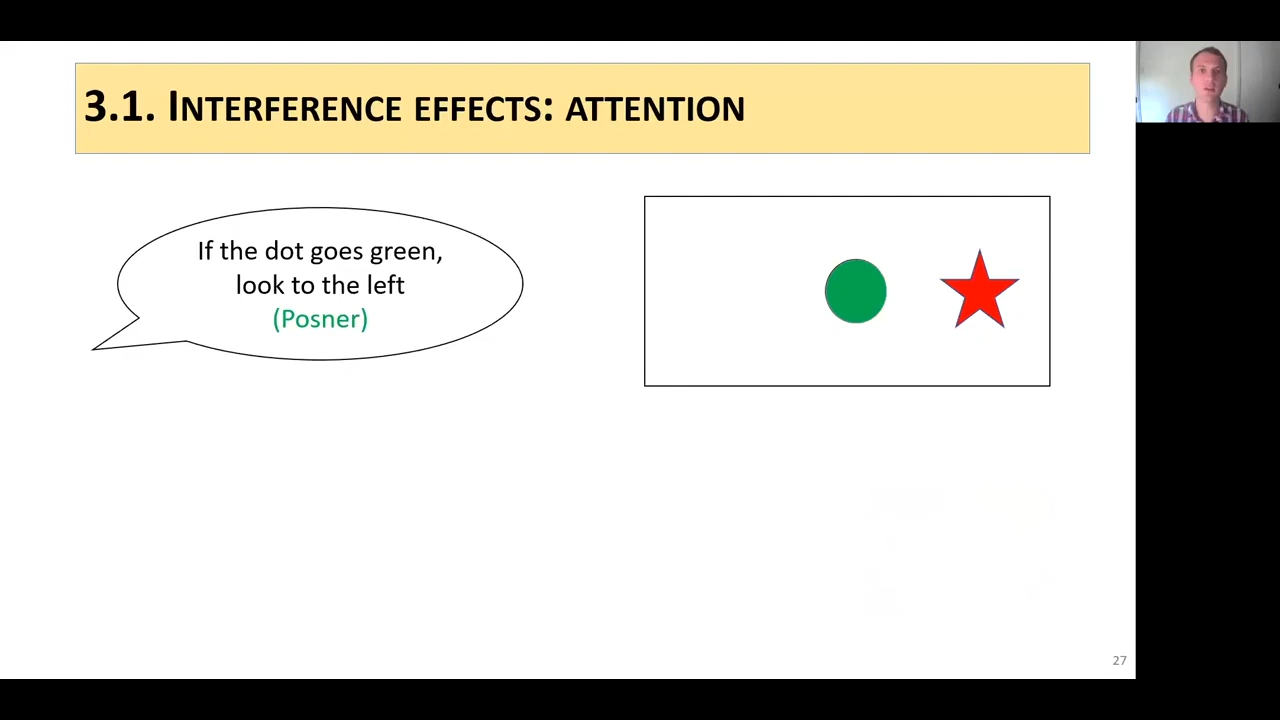 3.1. Interference effects: attention
If the dot goes green,
look to the left
(Posner)
27